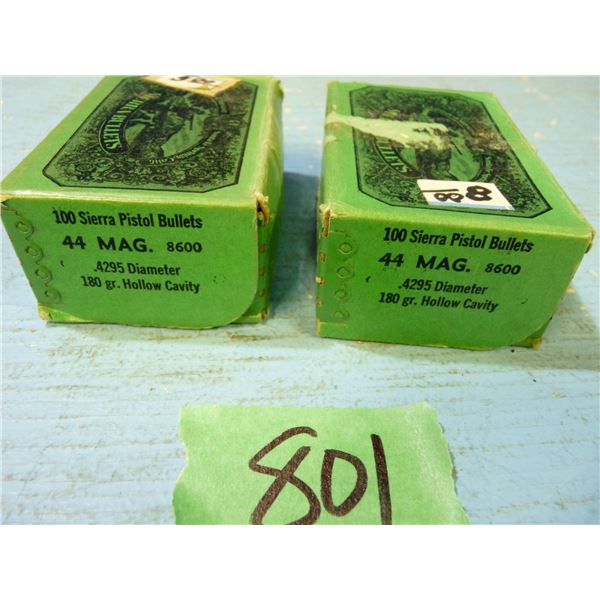 BULLETS
100 Sierra Pistol Bullets
44 MAG. 8600
.4295 Diameter
180 gr. Hollow Cavity
100 Sierra Pistol Bullets
44 MAG. 8600
.4295 Diameter
180 gr. Hollow Cavity
801